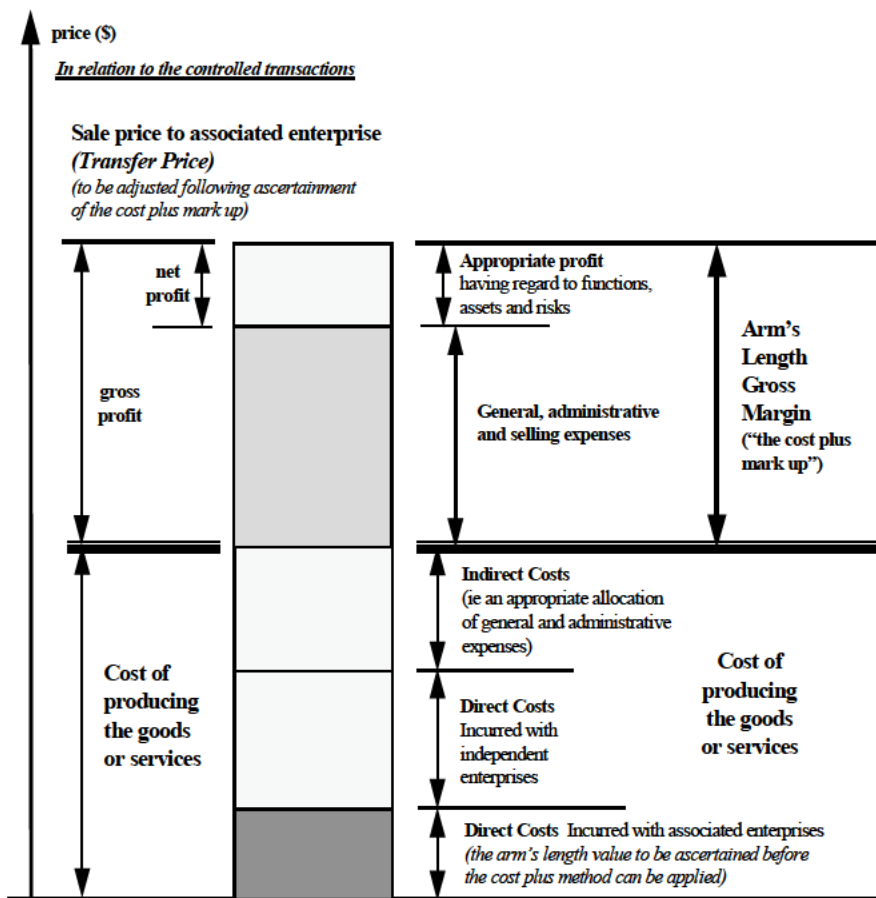 price ($)
In relation to the controlled transactions
Sale price to associated enterprise
(Transfer Price)
(to be adjusted following ascertainment
of the cost plus mark up)
net
profit
gross
profit
Appropriate profit
having regard to functions,
assets and risks
General, administrative
and selling expenses
Arm's
Length
Gross
Margin
("the cost plus
mark up")
Cost of
producing
the goods
or services
Indirect Costs
(ie an appropriate allocation
of general and administrative
expenses)
Direct Costs
Incurred with
independent
enterprises
Direct Costs Incurred with associated enterprises
(the arm's length value to be ascertained before
the cost plus method can be applied)
Cost of
producing
the goods
or services